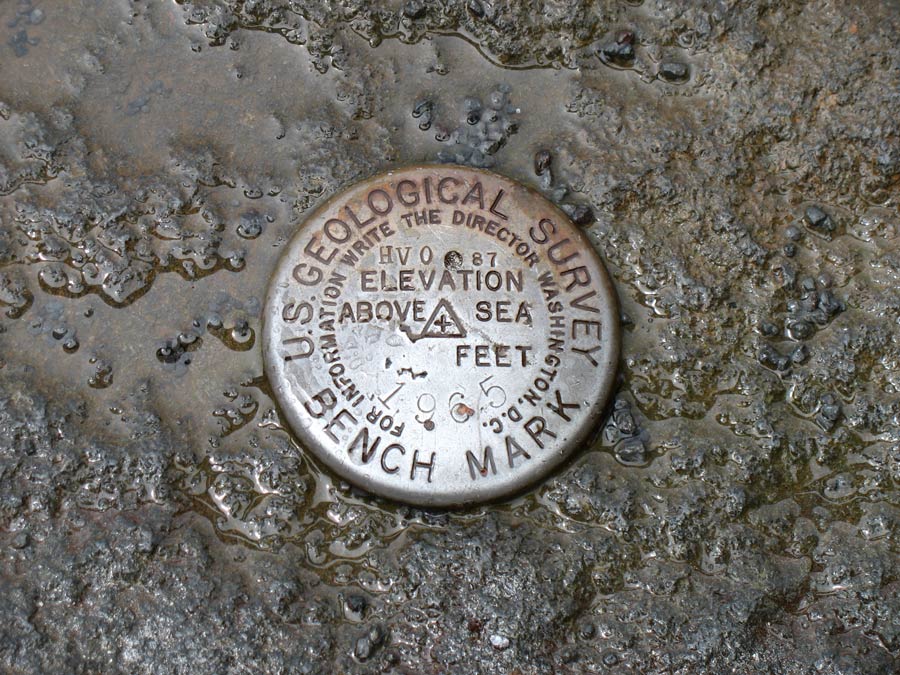 U.S. GEOLOGICAL SURVEY
FOR INFORMATION WRITE THE DIRECTOR WASHINGTON, D.C.
HVO 87
ELEVATION
ABOVE SEA
FEET
1965
BENCH MARK